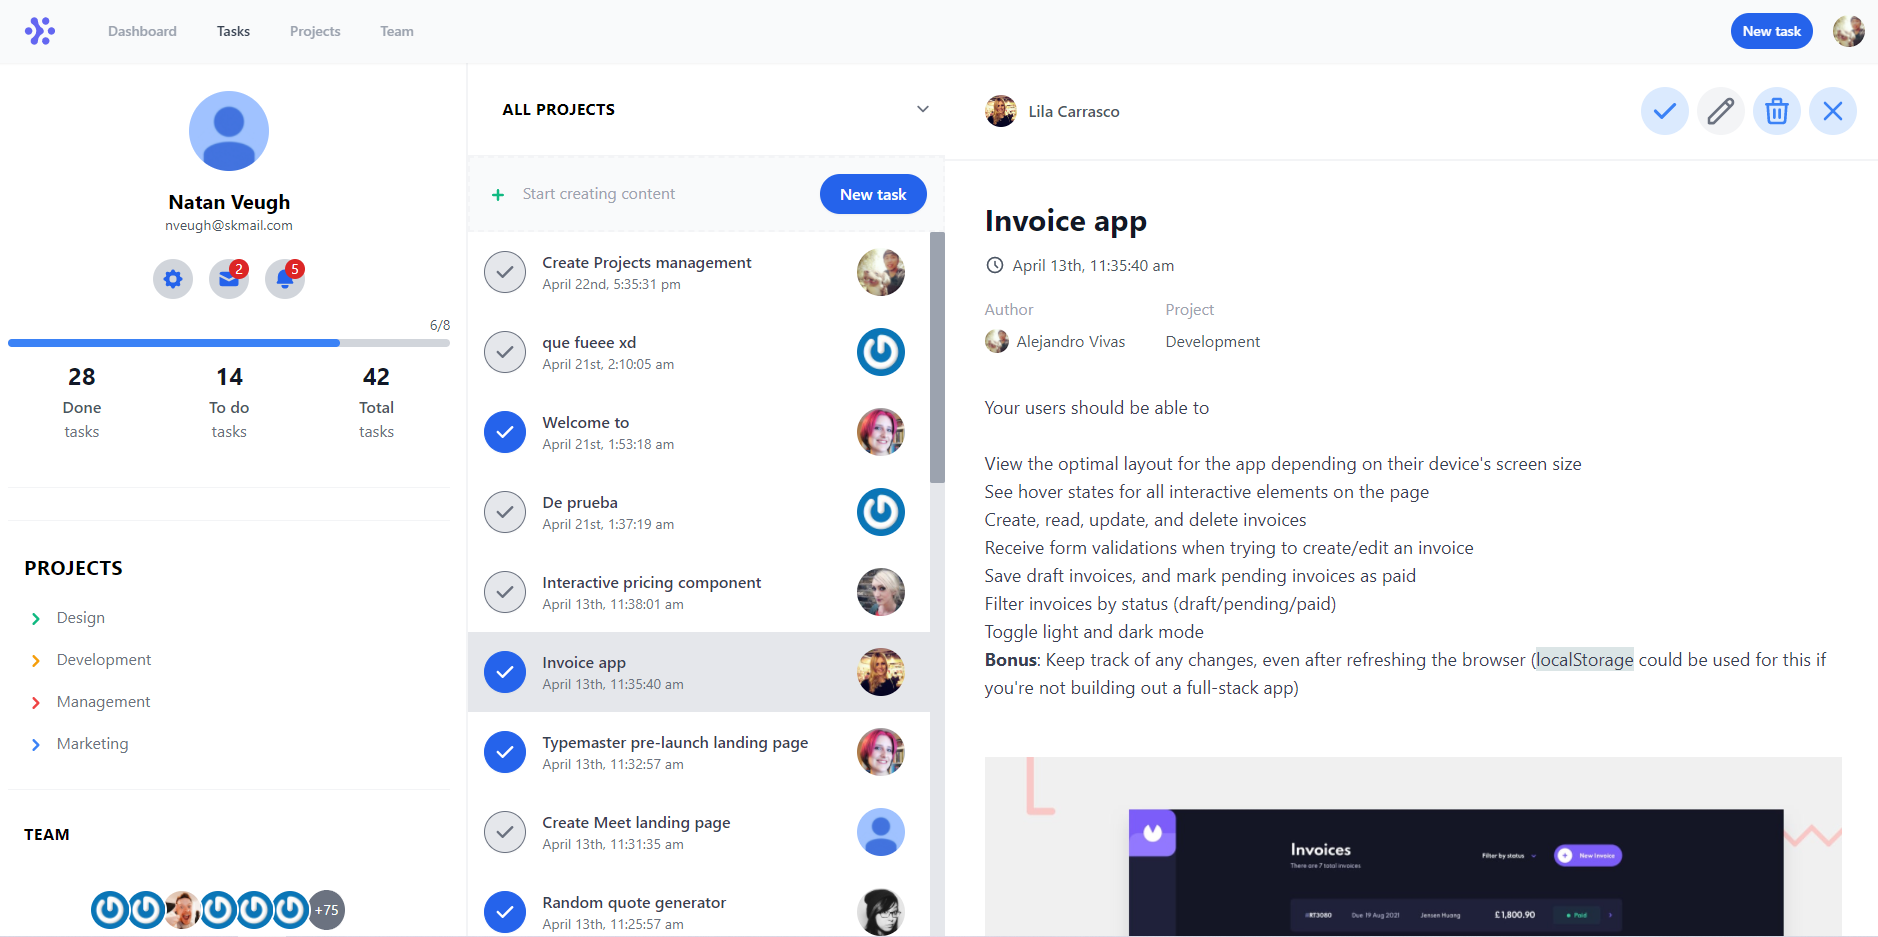 Dashboard
Tasks
Projects
Team
New task
Natan Veugh
nveugh@skmail.com
2
5
6/8
28
Done
tasks
14
To do
tasks
42
Total
tasks
PROJECTS
Design
Development
Management
Marketing
TEAM
+75
ALL PROJECTS
Start creating content
New task
Create Projects management
April 22nd, 5:35:31 pm
que fueee xd
April 21st, 2:10:05 am
Welcome to
April 21st, 1:53:18 am
De prueba
April 21st, 1:37:19 am
Interactive pricing component
April 13th, 11:38:01 am
Invoice app
April 13th, 11:35:40 am
Typemaster pre-launch landing page
April 13th, 11:32:57 am
Create Meet landing page
April 13th, 11:31:35 am
Random quote generator
April 13th, 11:25:57 am
Lila Carrasco
Invoice app
April 13th, 11:35:40 am
Author
Project
Alejandro Vivas
Development
Your users should be able to
View the optimal layout for the app depending on their device's screen size
See hover states for all interactive elements on the page
Create, read, update, and delete invoices
Receive form validations when trying to create/edit an invoice
Save draft invoices, and mark pending invoices as paid
Filter invoices by status (draft/pending/paid)
Toggle light and dark mode
Bonus: Keep track of any changes, even after refreshing the browser (localStorage could be used for this if
you're not building out a full-stack app)
Invoices
There are 7 total invoices
Filter by status
New Invoice
#RT3080
Due 19 Aug 2021
Jensen Huang
£1,800.90
Paid